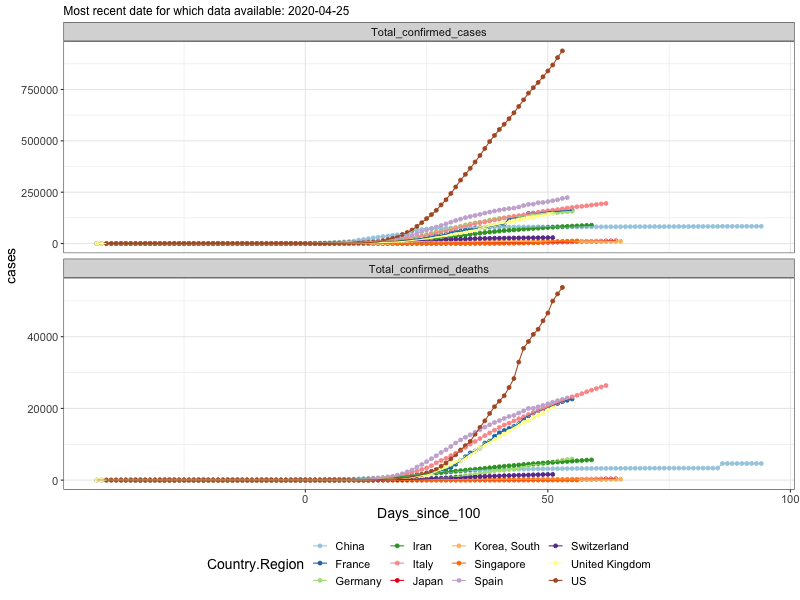 Most recent date for which data available: 2020-04-25
Total_confirmed_cases
750000
500000
250000
0
cases
Total_confirmed_deaths
40000
20000
0
0 50 100
Days_since_100
Country.Region
China Iran Korea, South Switzerland
France Italy Singapore United Kingdom
Germany Japan Spain US